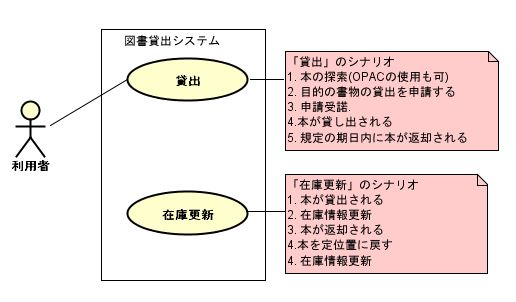 図書貸出システム
貸出
利用者
「貸出」のシナリオ
1. 本の探索(OPACの使用も可)
2. 目的の書物の貸出を申請する
3. 申請受諾.
4.本が貸し出される
5. 規定の期日内に本が返却される
在庫更新
「在庫更新」のシナリオ
1. 本が貸出される
2. 在庫情報更新
3. 本が返却される
4.本を定位置に戻す
4. 在庫情報更新